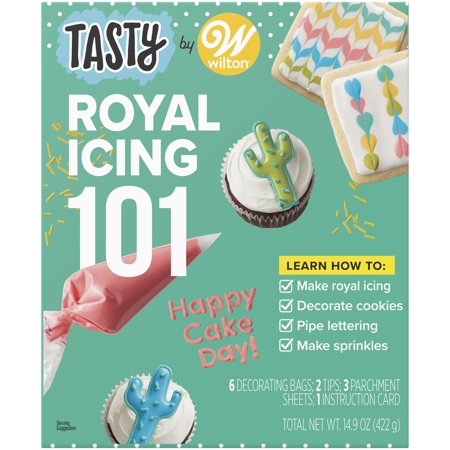 TASTY by Wilton
ROYAL
ICING
101
LEARN HOW TO:
Make royal icing
Decorate cookies
Pipe lettering
Make sprinkles
Happy
Cake
Day!
6 DECORATING BAGS; 2 TIPS; 3 PARCHMENT
SHEETS; 1 INSTRUCTION CARD
TOTAL NET WT. 14.9 OZ (422 g)
Serving
Suggestion